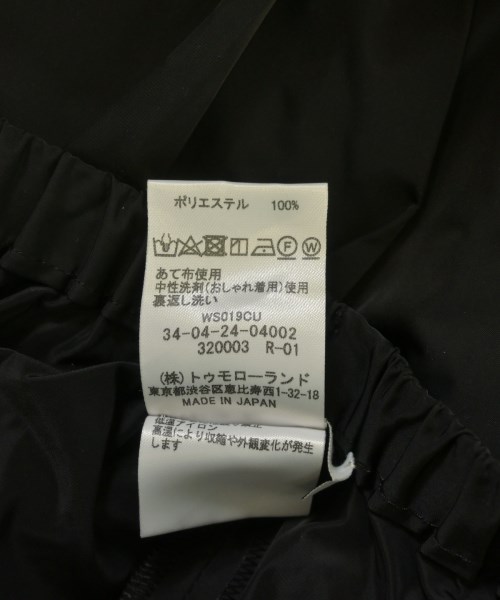 ポリエステル 100%
あて布使用
中性洗剤(おしゃれ着用)使用
裏返し洗い
WS019CU
34-04-24-04002
320003 R-01
(株)トゥモローランド
東京都渋谷区恵比寿西1-32-18
MADE IN JAPAN
高温により収縮や外観変化が発生
します